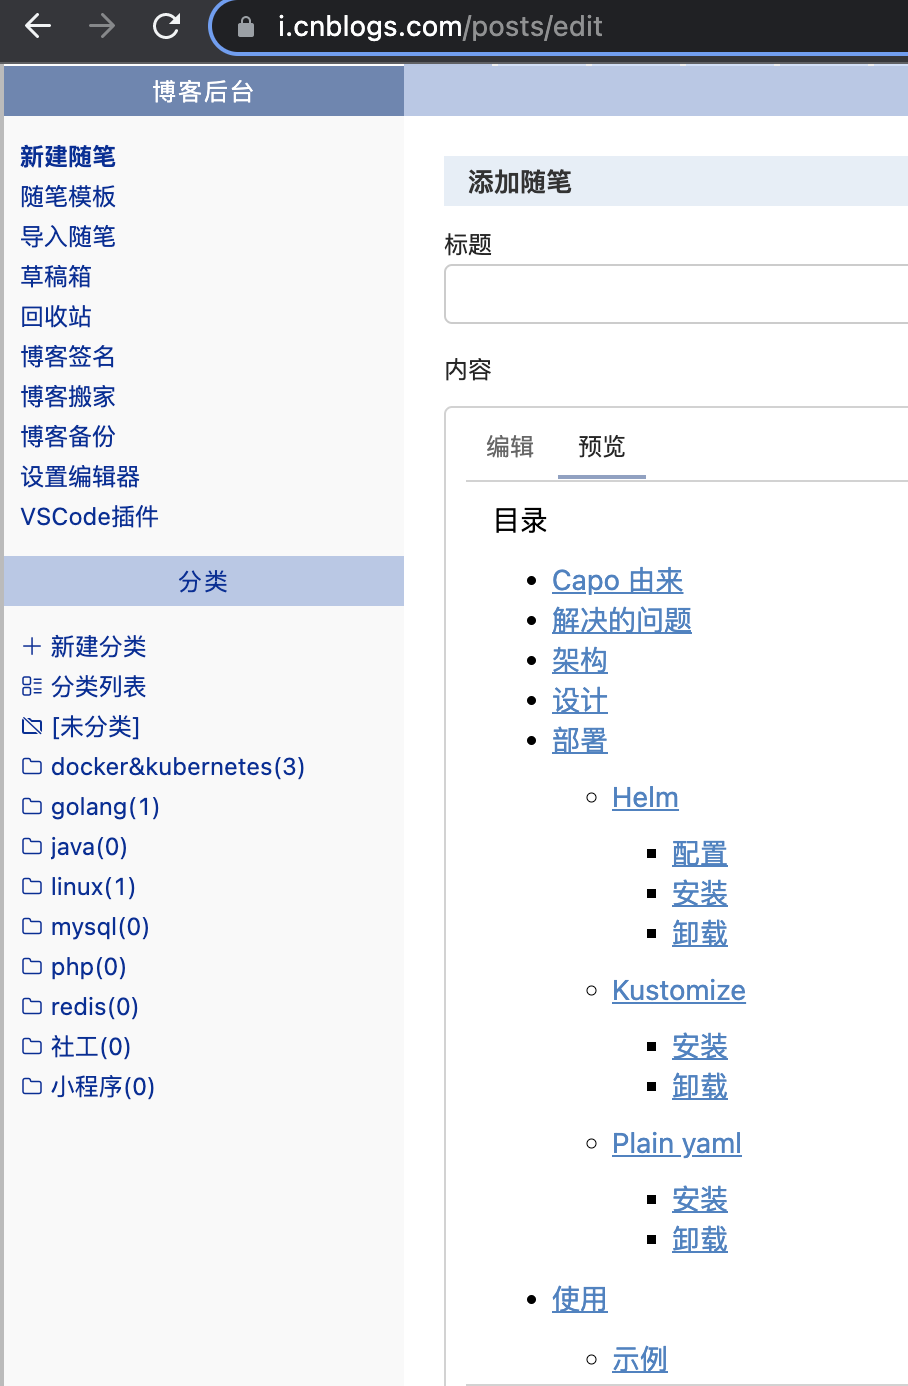 i.cnblogs.com/posts/edit
博客后台
新建随笔
随笔模板
导入随笔
草稿箱
回收站
博客签名
博客搬家
博客备份
设置编辑器
VSCode插件
分类
新建分类
分类列表
[未分类]
docker&kubernetes(3)
golang(1)
java(0)
linux(1)
mysql(0)
php(0)
redis(0)
社工(0)
小程序(0)
添加随笔
标题
内容
编辑 预览
目录
Capo 由来
解决的问题
架构
设计
部署
Helm
配置
安装
卸载
Kustomize
安装
卸载
Plain yaml
安装
卸载
使用
示例